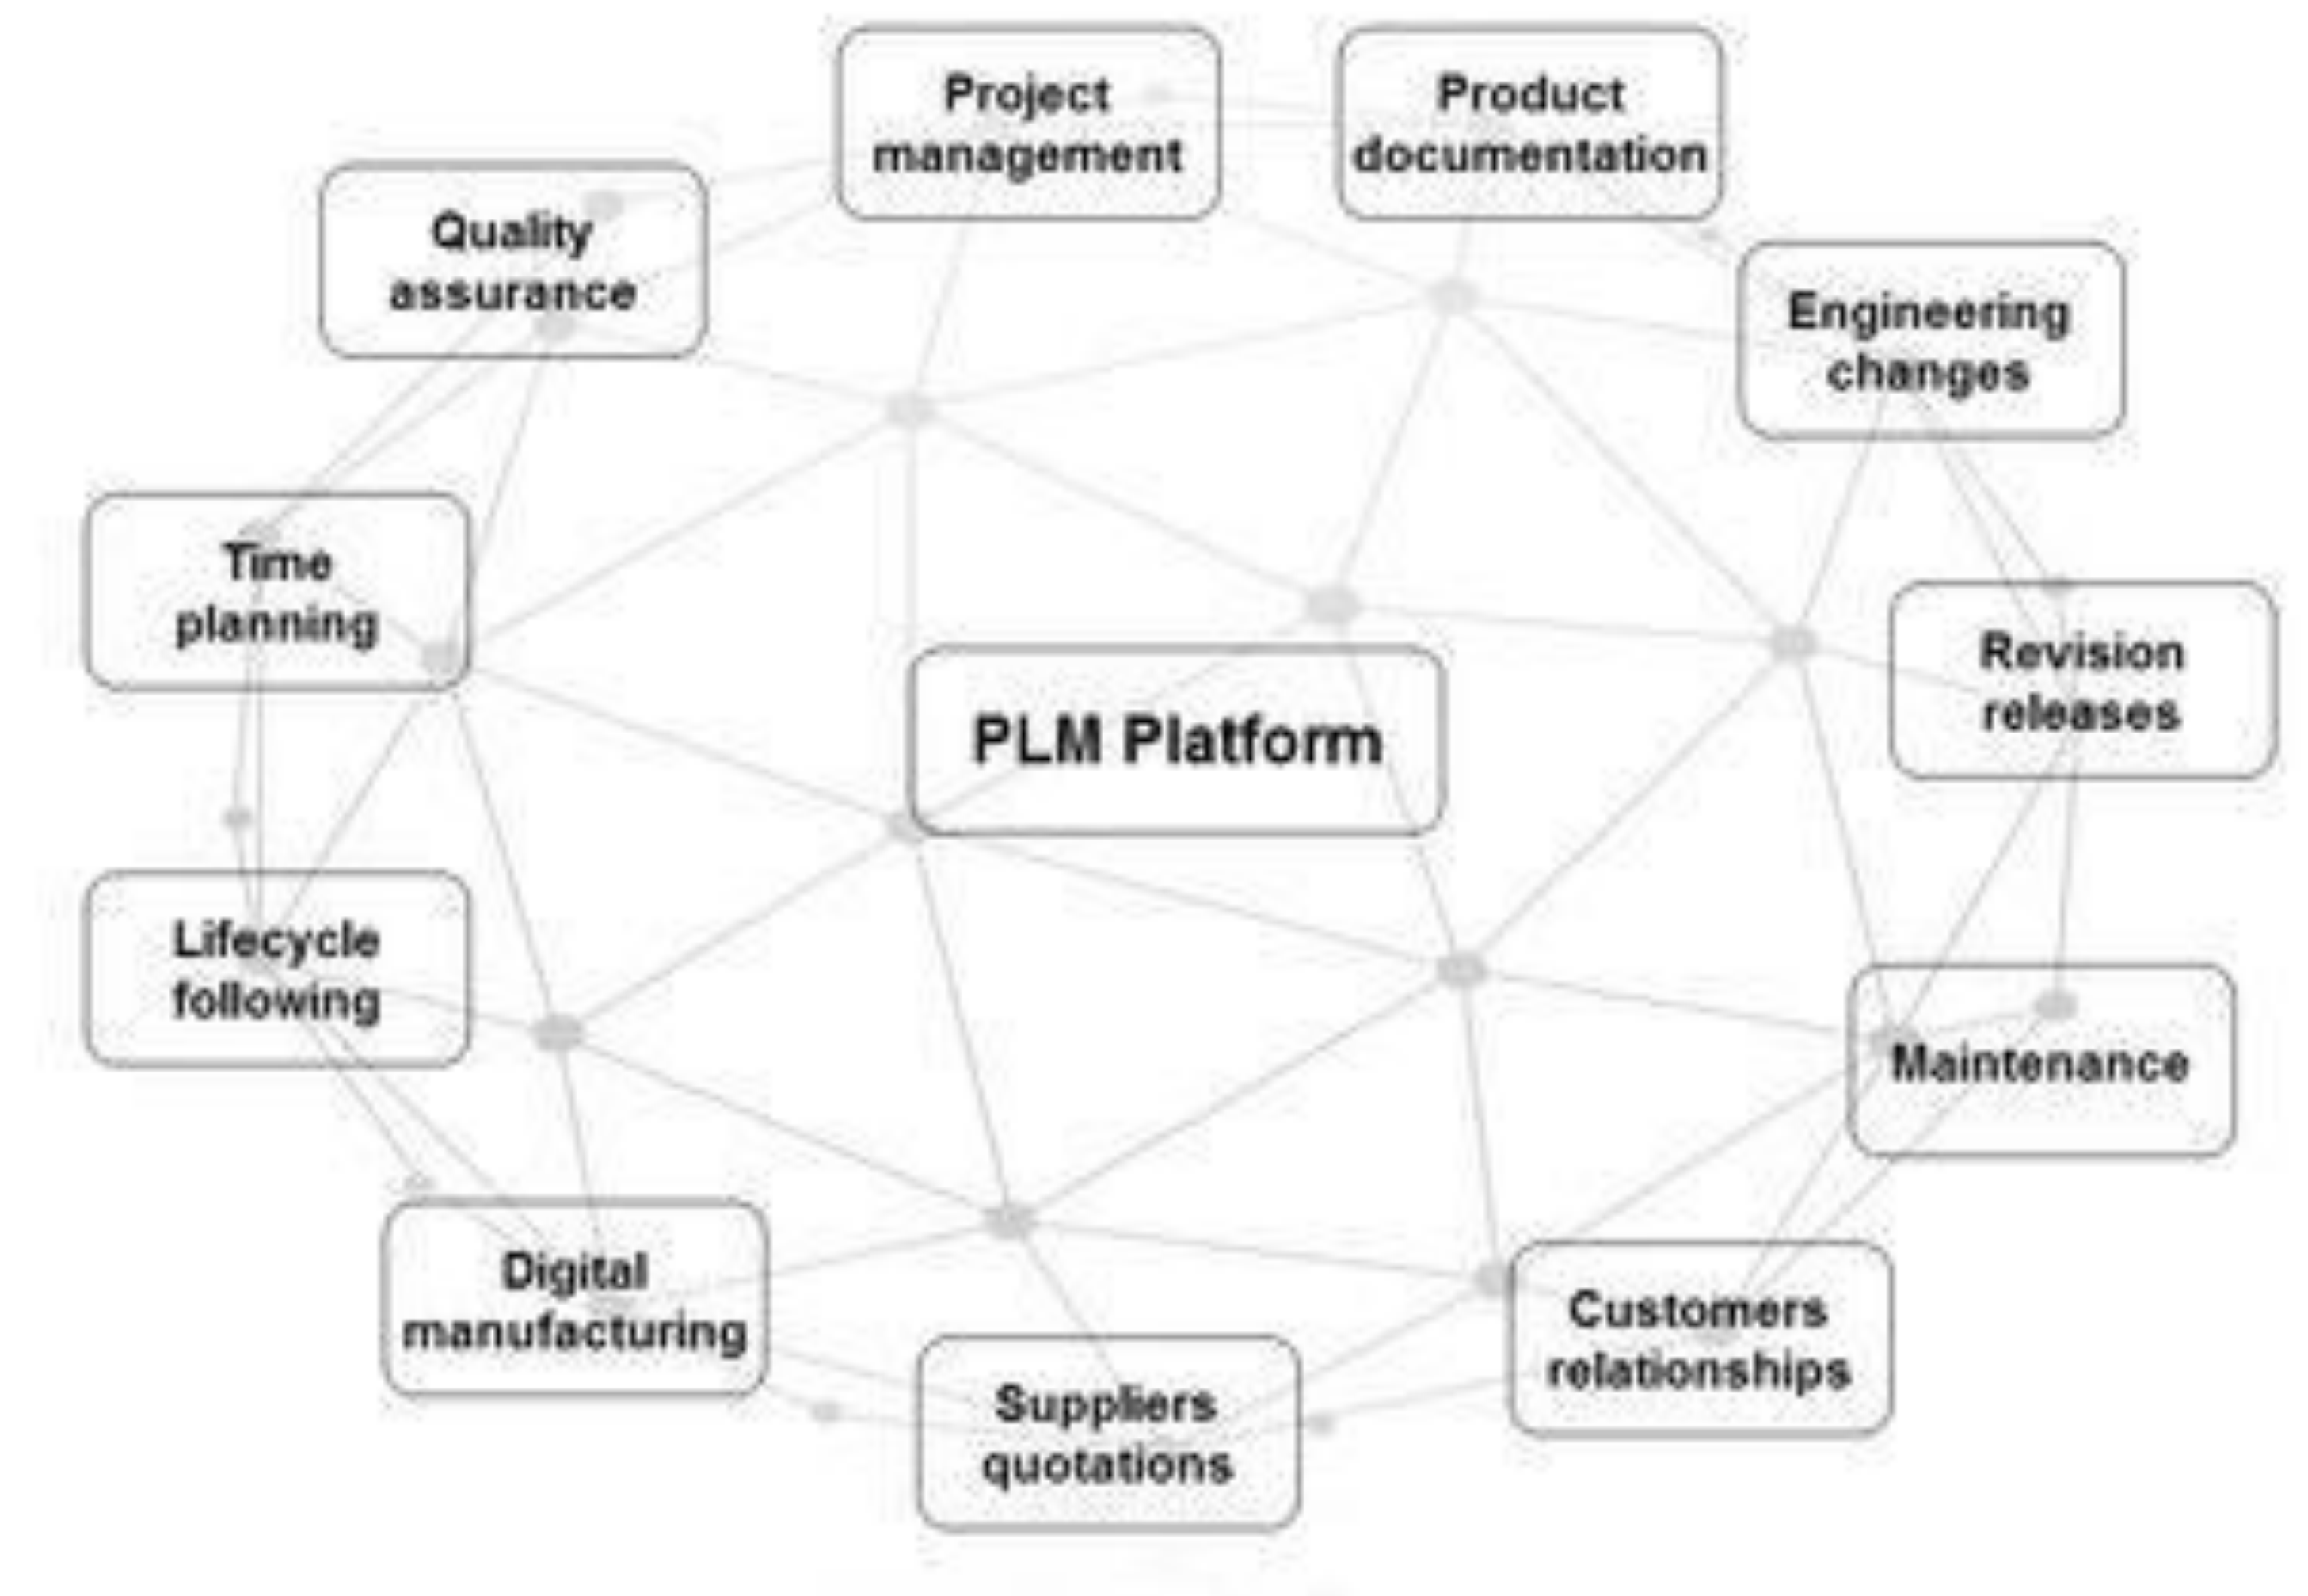 Project
management
Product
documentation
Quality
assurance
Engineering
changes
Time
planning
Revision
releases
PLM Platform
Lifecycle
following
Maintenance
Digital
manufacturing
Customers
relationships
Suppliers
quotations